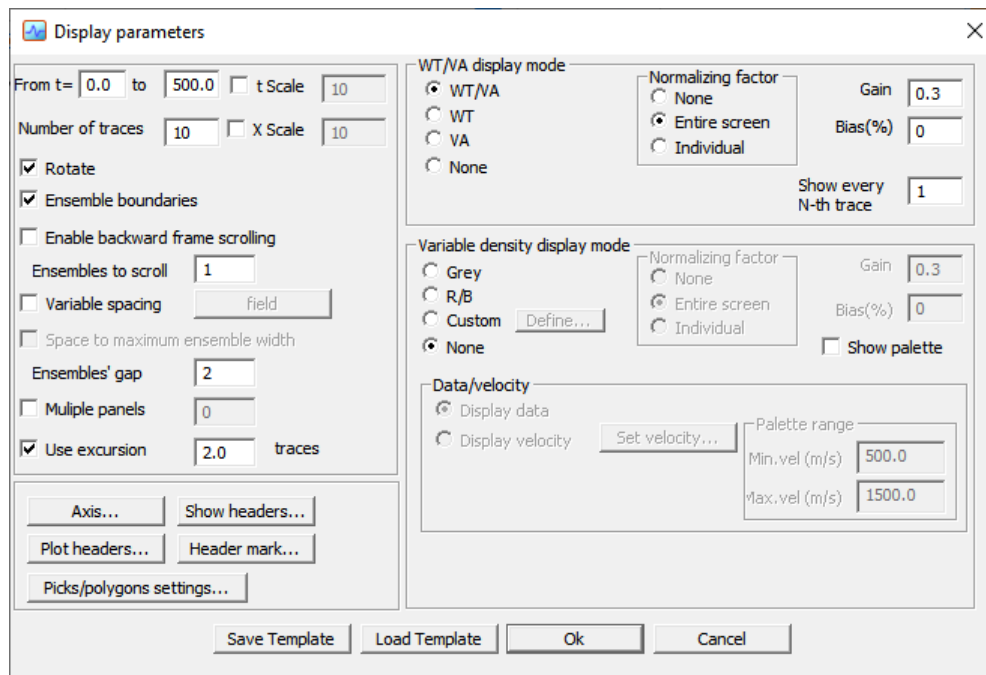 Display parameters
From t= 0.0 to 500.0 t Scale 10
Number of traces 10 X Scale 10
Rotate
Ensemble boundaries
Enable backward frame scrolling
Ensembles to scroll 1
Variable spacing field
Space to maximum ensemble width
Ensembles' gap 2
Muliple panels 0
Use excursion 2.0 traces
Axis... Show headers...
Plot headers... Header mark...
Picks/polygons settings...
WT/VA display mode
WT/VA
WT
VA
None
Normalizing factor
None
Entire screen
Individual
Gain 0.3
Bias(%) 0
Show every
N-th trace 1
Variable density display mode
Grey
R/B
Custom Define...
None
Normalizing factor
None
Entire screen
Individual
Gain 0.3
Bias(%) 0
Show palette
Data/velocity
Display data
Display velocity Set velocity...
Palette range
Min.vel (m/s) 500.0
Max.vel (m/s) 1500.0
Save Template Load Template Ok Cancel